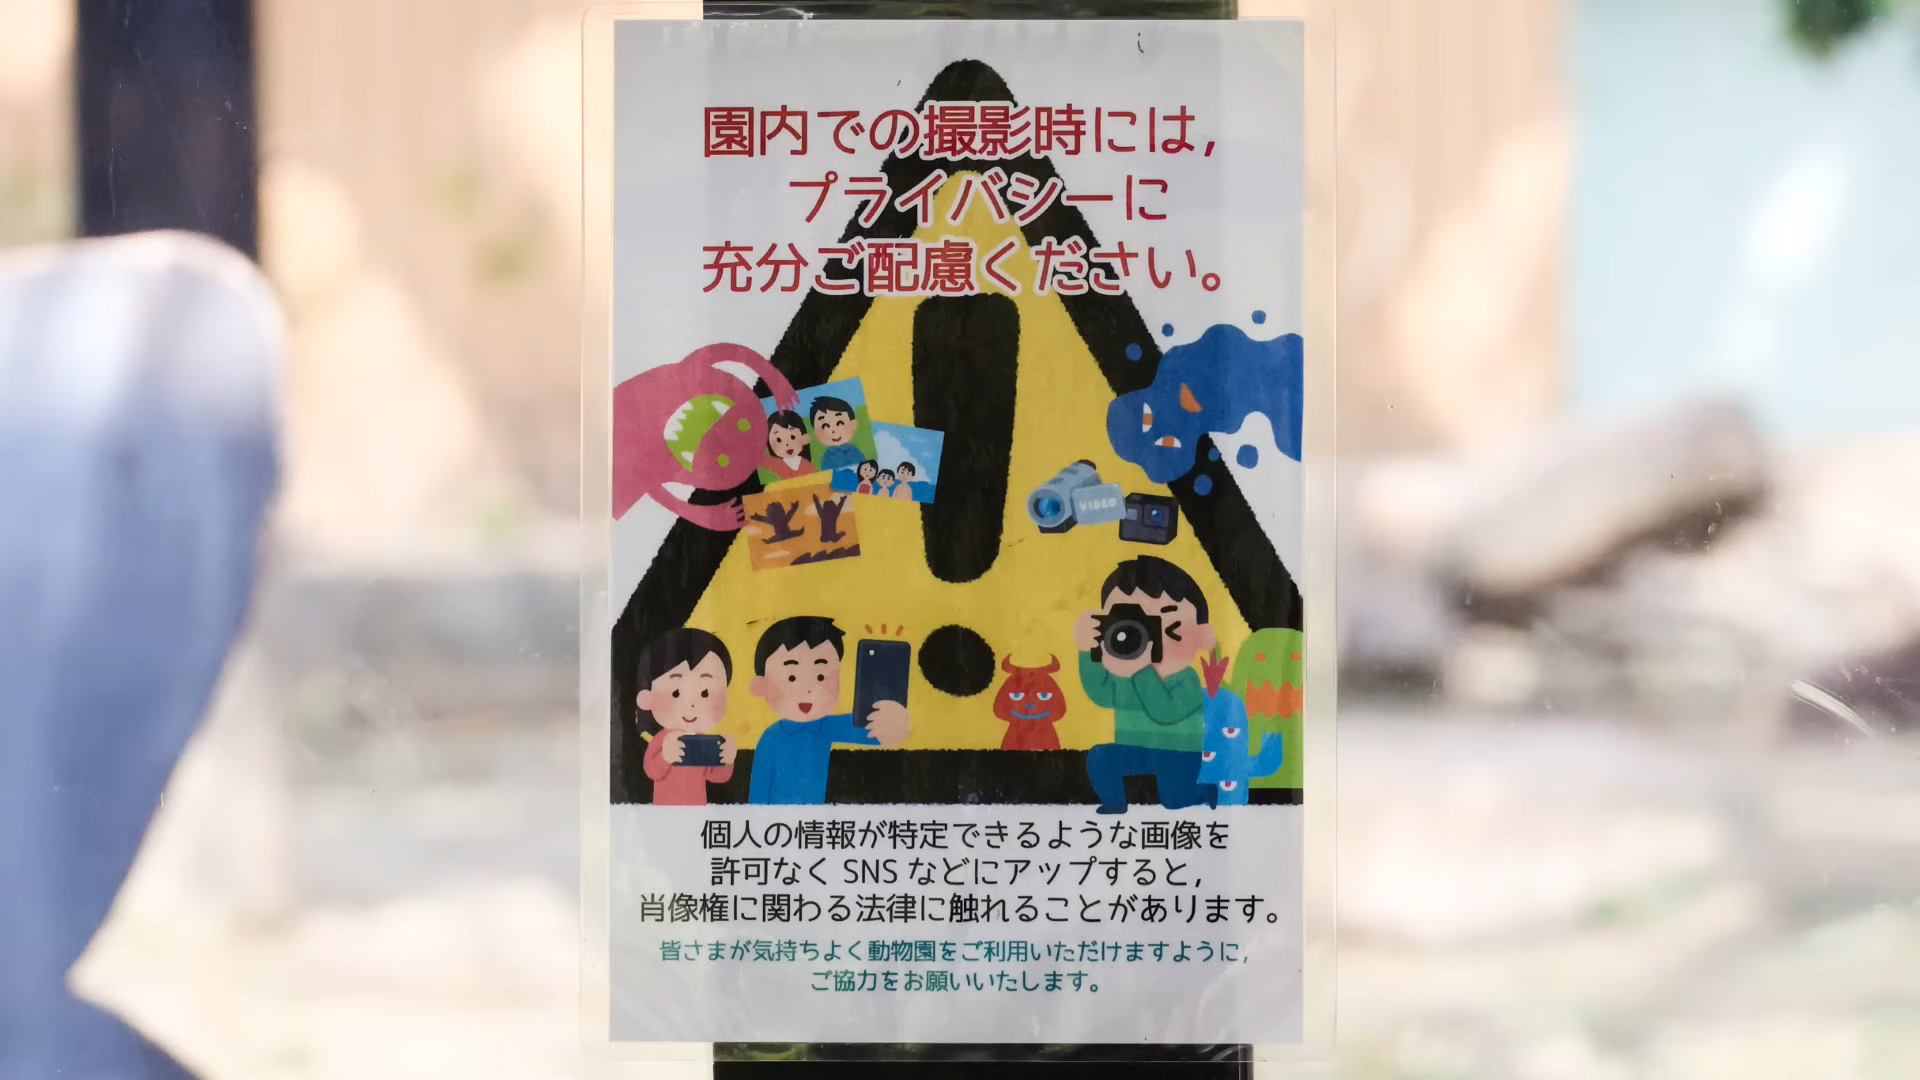 園内での撮影時には,
プライバシーに
充分ご配慮ください。
VIDEO
個人の情報が特定できるような画像を
許可なく SNS などにアップすると,
肖像権に関わる法律に触れることがあります。
皆さまが気持ちよく動物園をご利用いただけますように,
ご協力をお願いいたします。